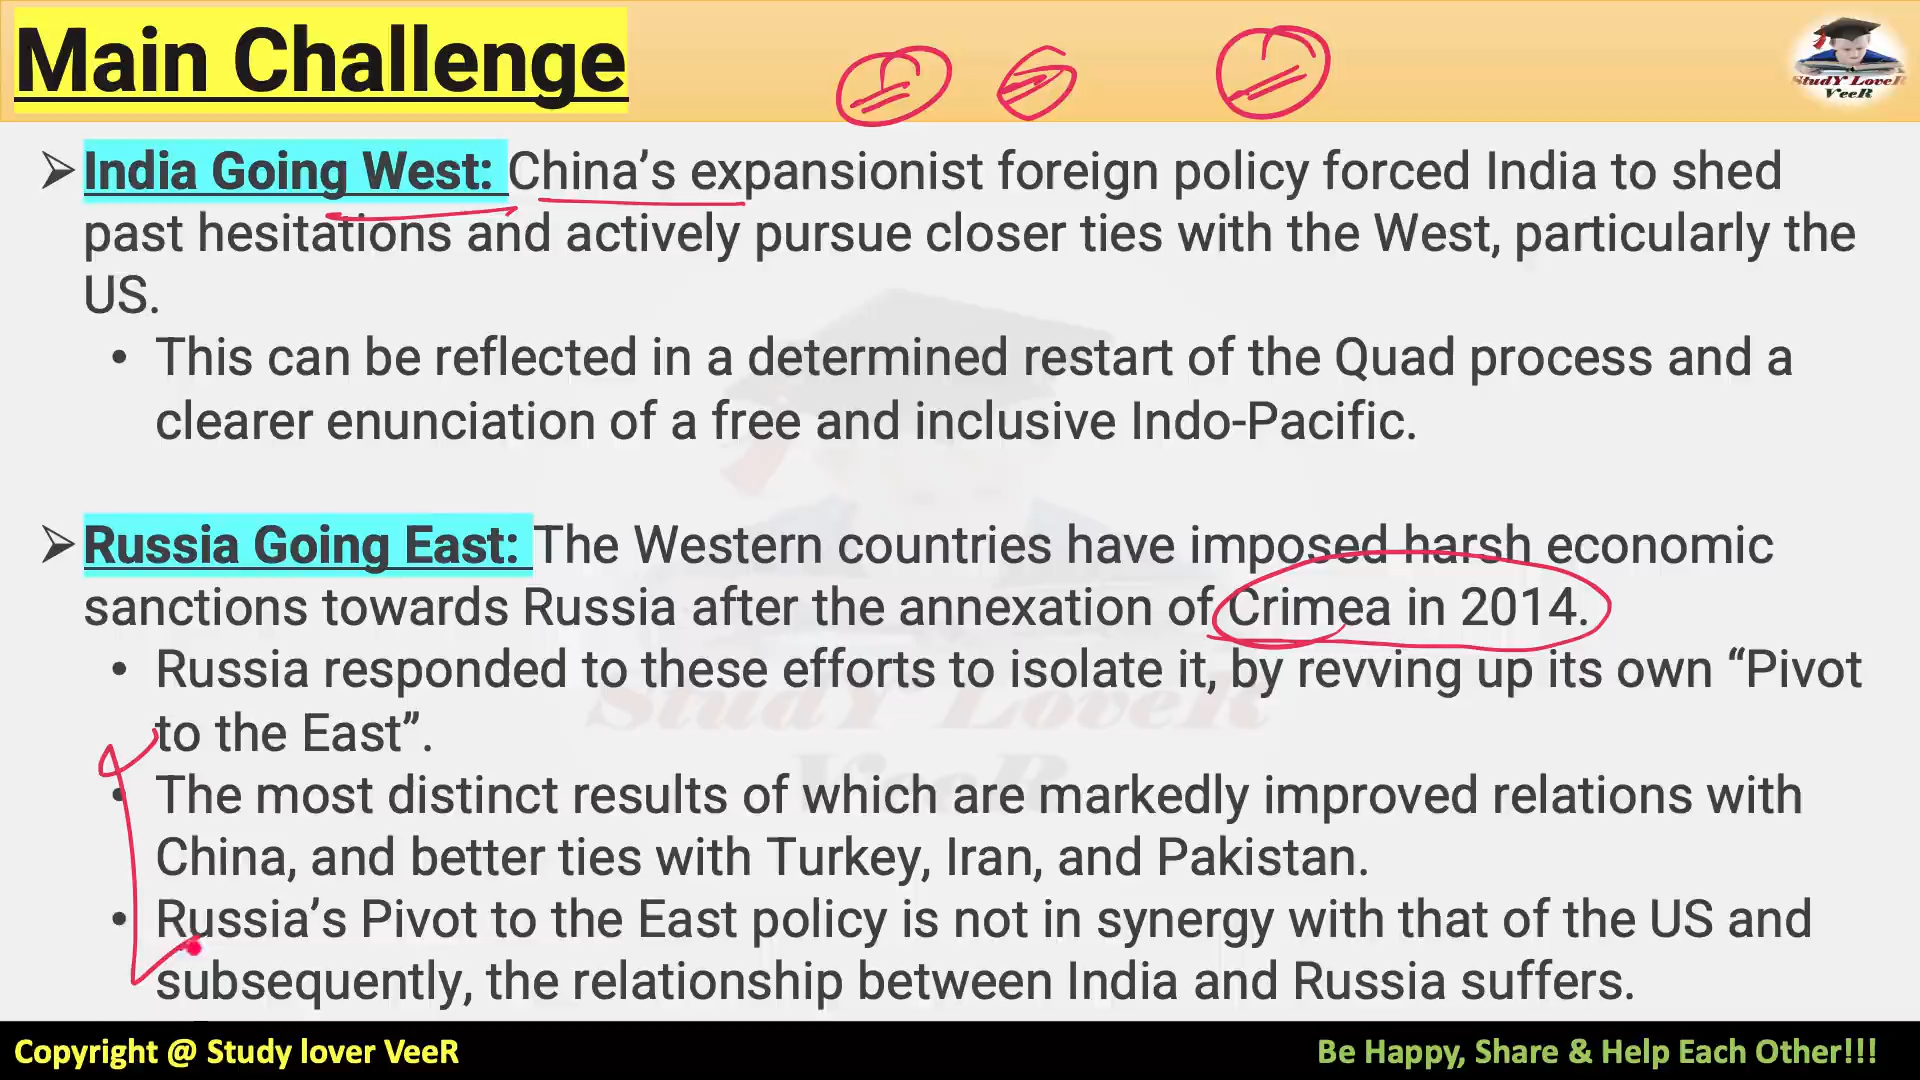 Main Challenge
StudY LoveR
VeeR
➢ India Going West: China’s expansionist foreign policy forced India to shed
past hesitations and actively pursue closer ties with the West, particularly the
US.
• This can be reflected in a determined restart of the Quad process and a
clearer enunciation of a free and inclusive Indo-Pacific.
➢ Russia Going East: The Western countries have imposed harsh economic
sanctions towards Russia after the annexation of Crimea in 2014.
• Russia responded to these efforts to isolate it, by revving up its own “Pivot
to the East”.
• The most distinct results of which are markedly improved relations with
China, and better ties with Turkey, Iran, and Pakistan.
• Russia’s Pivot to the East policy is not in synergy with that of the US and
subsequently, the relationship between India and Russia suffers.
StudY LoveR
VeeR
Copyright @ Study lover VeeR
Be Happy, Share & Help Each Other!!!